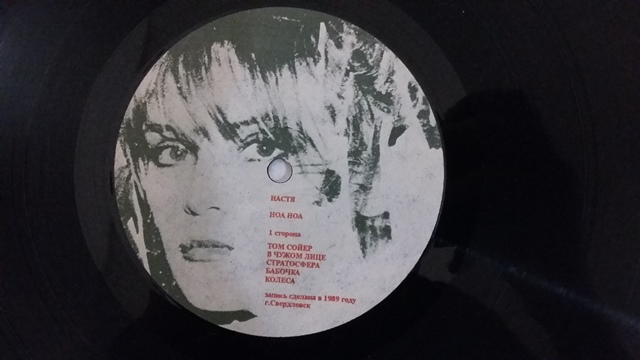 НАСТЯ
НОА НОА
1 сторона
ТОМ СОЙЕР
В ЧУЖОМ ЛИЦЕ
СТРАТОСФЕРА
БАБОЧКА
КОЛЕСА
запись сделана в 1989 году
г.Свердловск